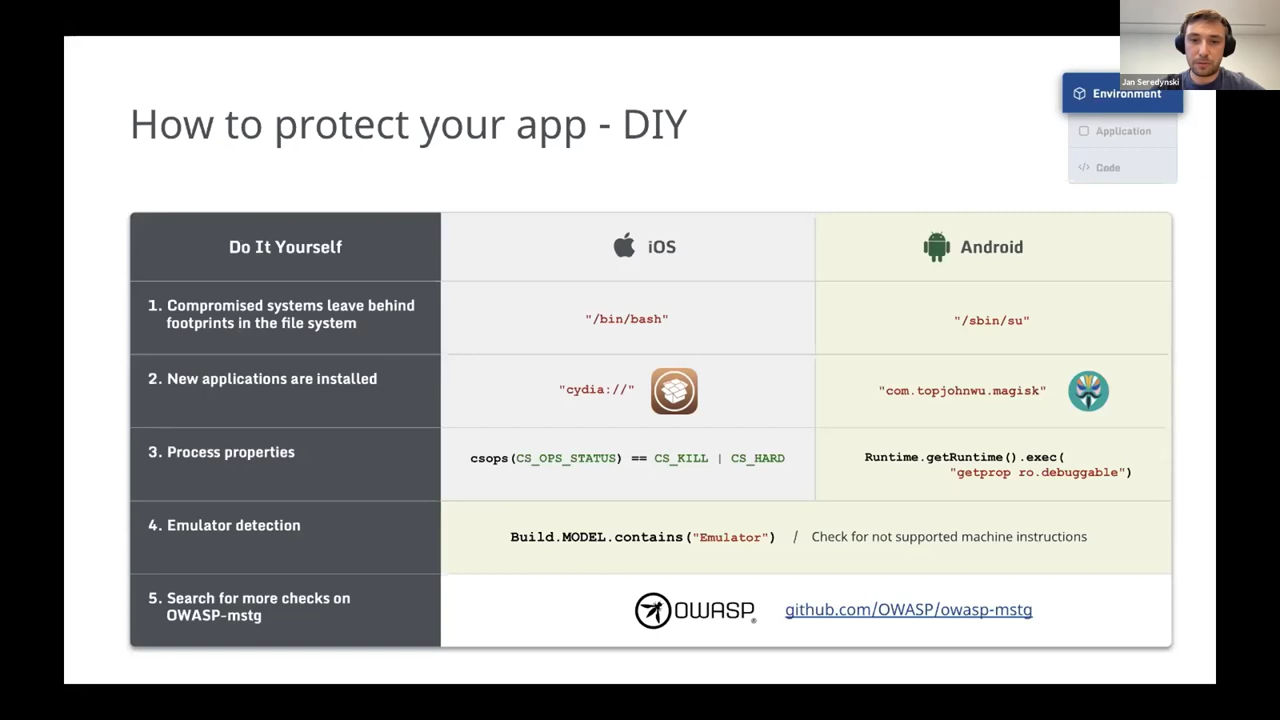 Jan Seredynski
How to protect your app - DIY
Environment
Application
</> Code
Do It Yourself
iOS
Android
1. Compromised systems leave behind
footprints in the file system
"/bin/bash"
"/sbin/su"
2. New applications are installed
"cydia://"
"com.topjohnwu.magisk"
3. Process properties
csops(CS_OPS_STATUS) == CS_KILL | CS_HARD
Runtime.getRuntime().exec(
"getprop ro.debuggable")
4. Emulator detection
Build.MODEL.contains("Emulator") / Check for not supported machine instructions
5. Search for more checks on
OWASP-mstg
OWASP®
github.com/OWASP/owasp-mstg